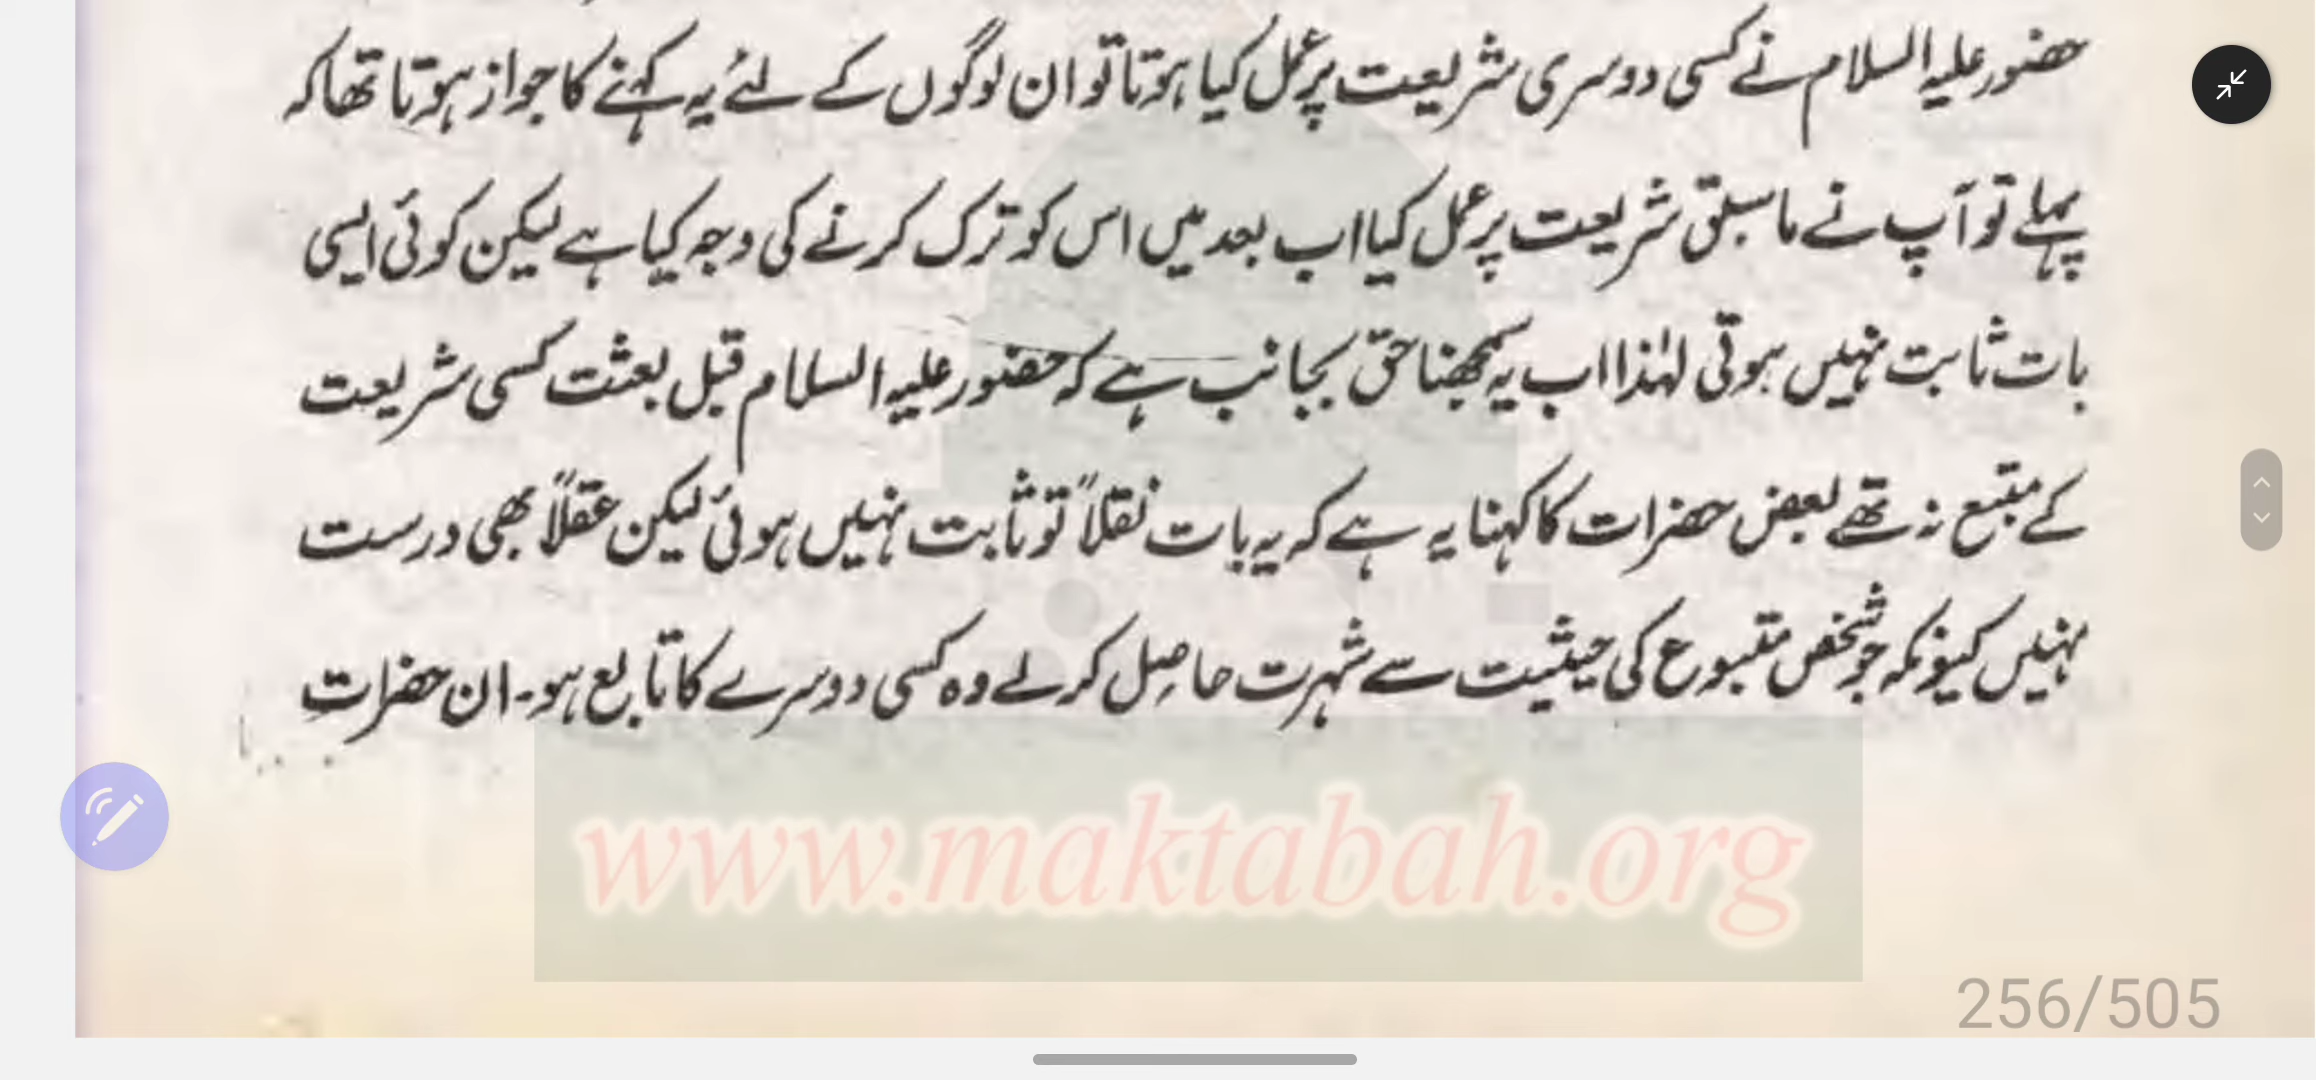 حضور علیہ السلام نے کسی دوسری شریعت پر عمل کیا ہوتا تو ان لوگوں کے لئے یہ کہنے کا جواز ہوتا تھا کہ
پہلے تو آپ نے ماسبق شریعت پر عمل کیا اب بعد میں اس کو ترک کرنے کی وجہ کیا ہے لیکن کوئی ایسی
بات ثابت نہیں ہوتی لہٰذا اب یہ سمجھنا حق بجانب ہے کہ حضور علیہ السلام قبل بعثت کسی شریعت
کے متبع نہ تھے بعض حضرات کا کہنا یہ ہے کہ یہ بات نقلاً تو ثابت نہیں ہوئی لیکن عقلاً بھی درست
نہیں کیونکہ جو شخص متبوع کی حیثیت سے شہرت حاصل کرلے وہ کسی دوسرے کا تابع ہو۔ ان حضرات
www.maktabah.org
256/505